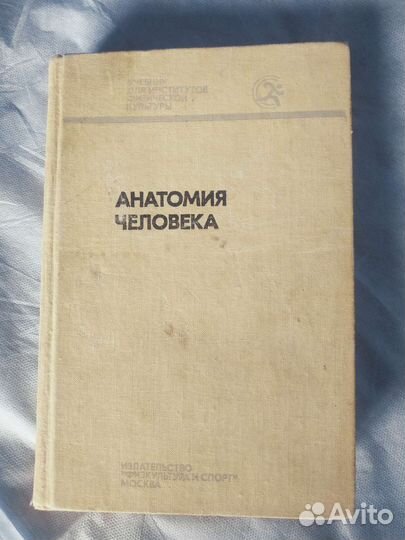 УЧЕБНИК
ДЛЯ ИНСТИТУТОВ
ФИЗИЧЕСКОЙ
КУЛЬТУРЫ
АНАТОМИЯ
ЧЕЛОВЕКА
ИЗДАТЕЛЬСТВО
"ФИЗКУЛЬТУРА И СПОРТ"
МОСКВА
Avito